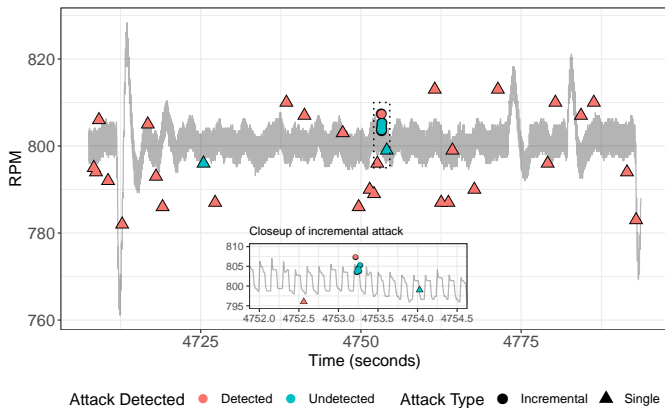 820
800
780
760
RPM
Closeup of incremental attack
810
805
800
795
4752.0 4752.5 4753.0 4753.5 4754.0 4754.5
4725 4750 4775
Time (seconds)
Attack Detected Detected Undetected Attack Type Incremental Single